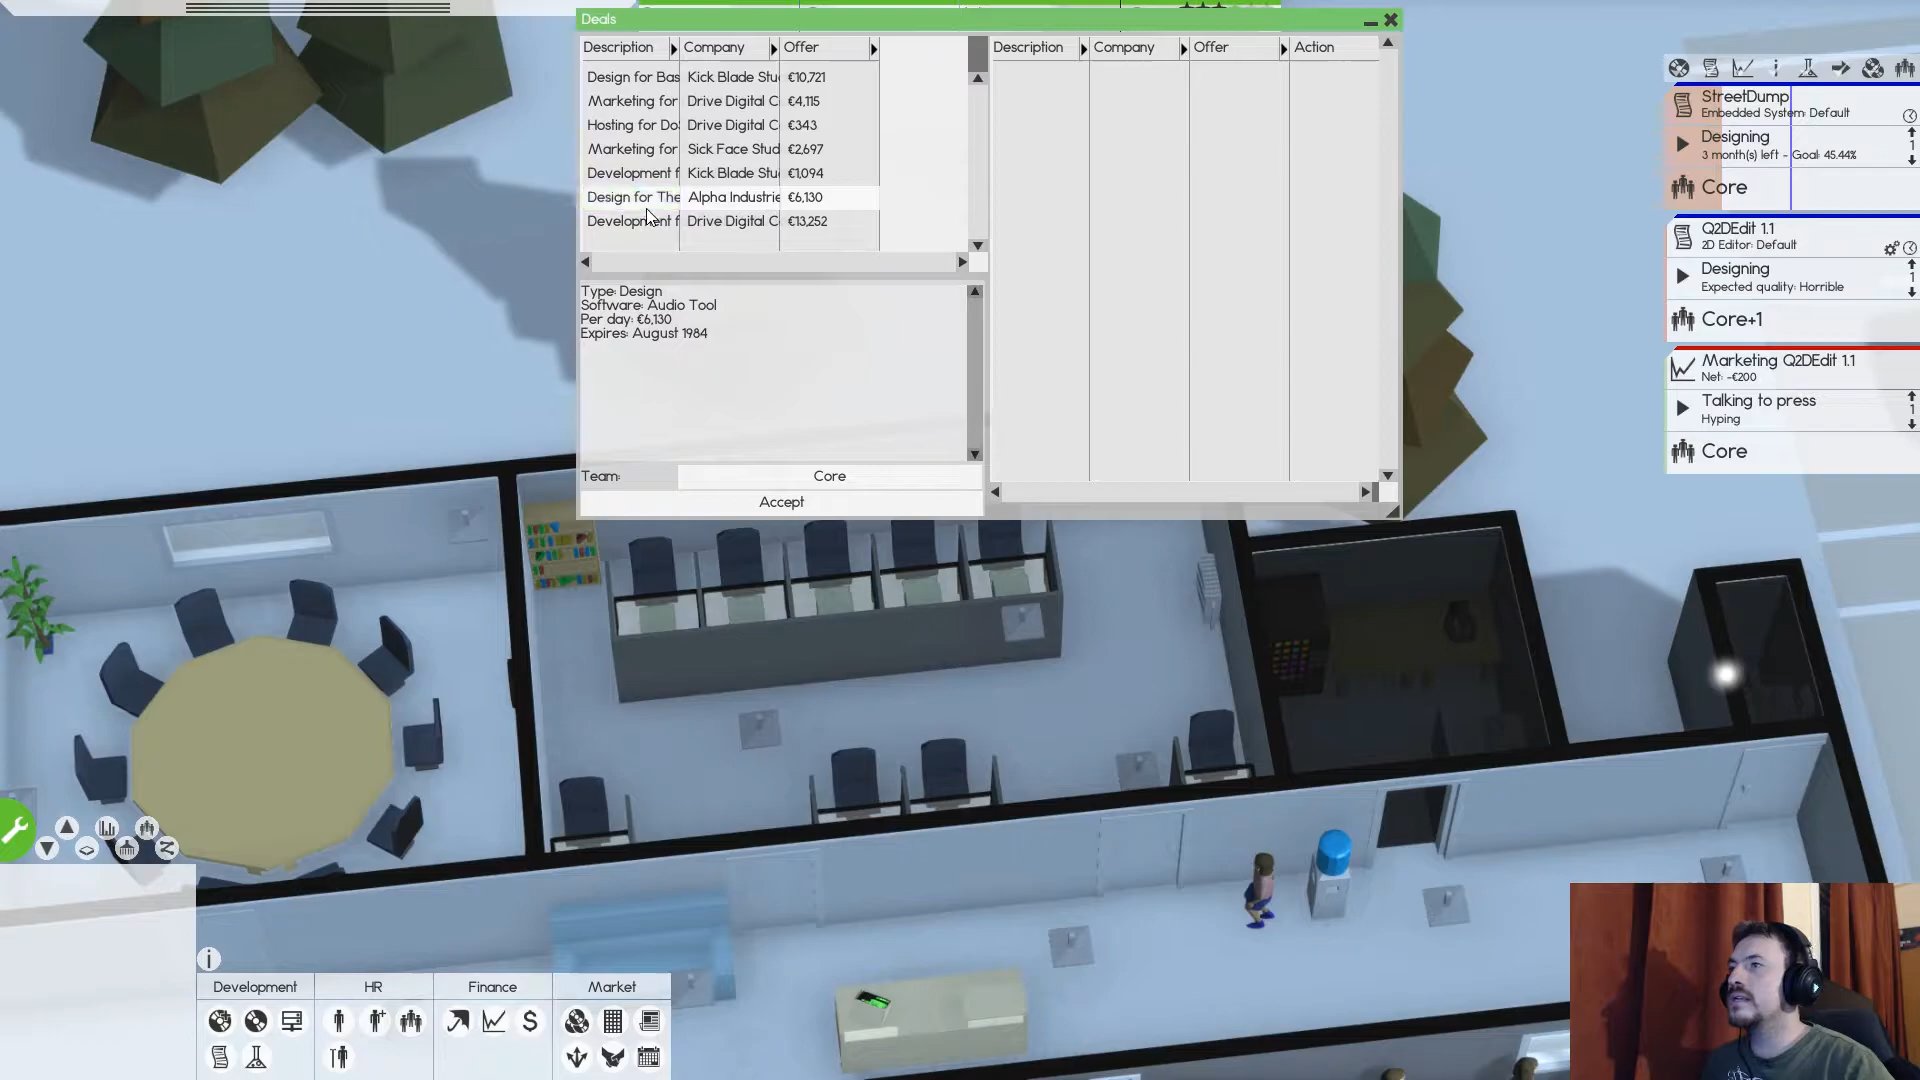 Deals
Description Company Offer
Design for Bas Kick Blade Stu €10,721
Marketing for Drive Digital C €4,115
Hosting for Do Drive Digital C €343
Marketing for Sick Face Stud €2,697
Development f Kick Blade Stu €1,094
Design for The Alpha Industrie €6,130
Development f Drive Digital C €13,252
Type: Design
Software: Audio Tool
Per day: €6,130
Expires: August 1984
Team: Core
Accept
Description Company Offer Action
StreetDump
Embedded System: Default
Designing
3 month(s) left - Goal: 45.44%
1
Core
Q2DEdit 1.1
2D Editor: Default
Designing
Expected quality: Horrible
1
Core+1
Marketing Q2DEdit 1.1
Net: -€200
Talking to press
Hyping
1
Core
Development HR Finance Market